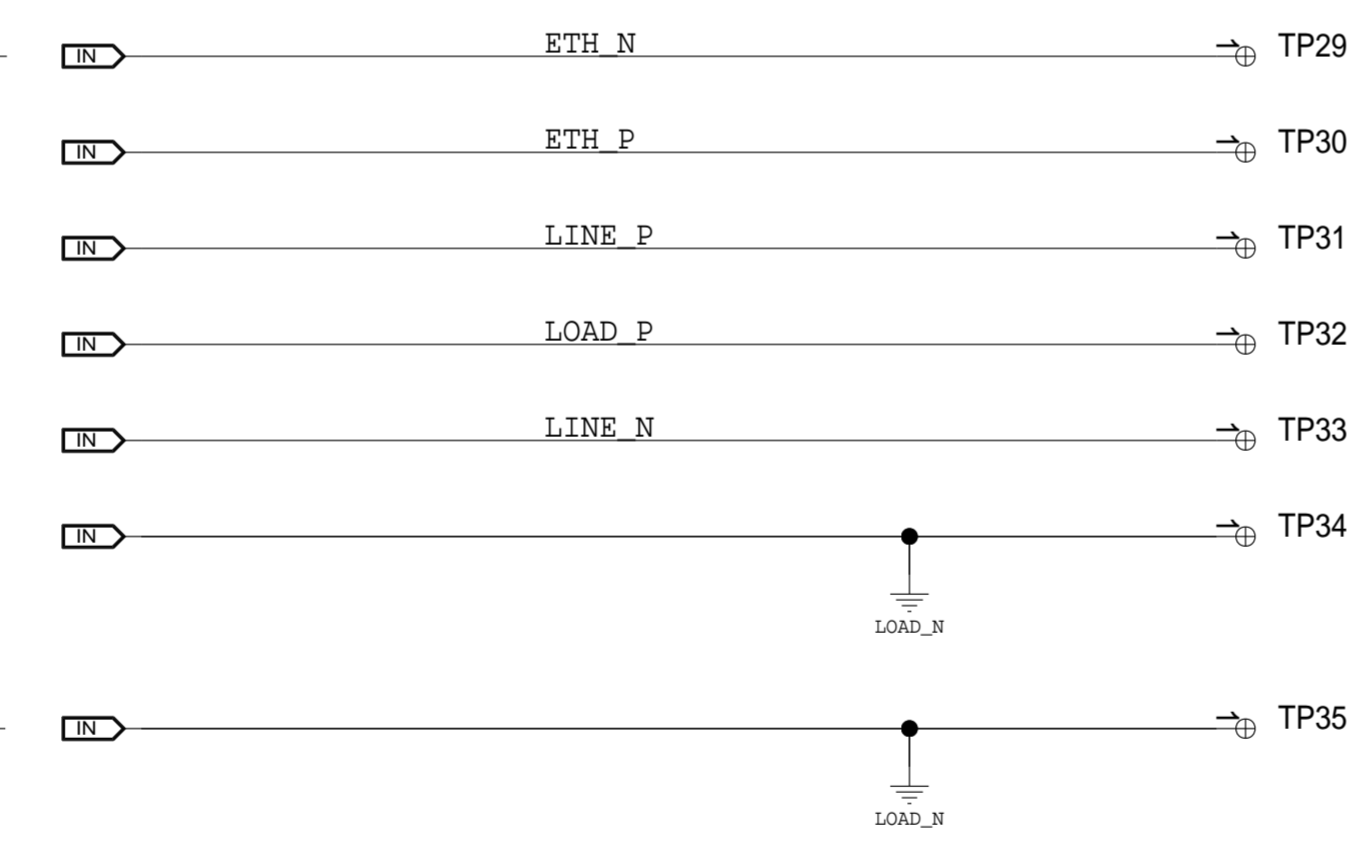 IN ETH_N TP29
IN ETH_P TP30
IN LINE_P TP31
IN LOAD_P TP32
IN LINE_N TP33
IN TP34
LOAD_N
IN TP35
LOAD_N